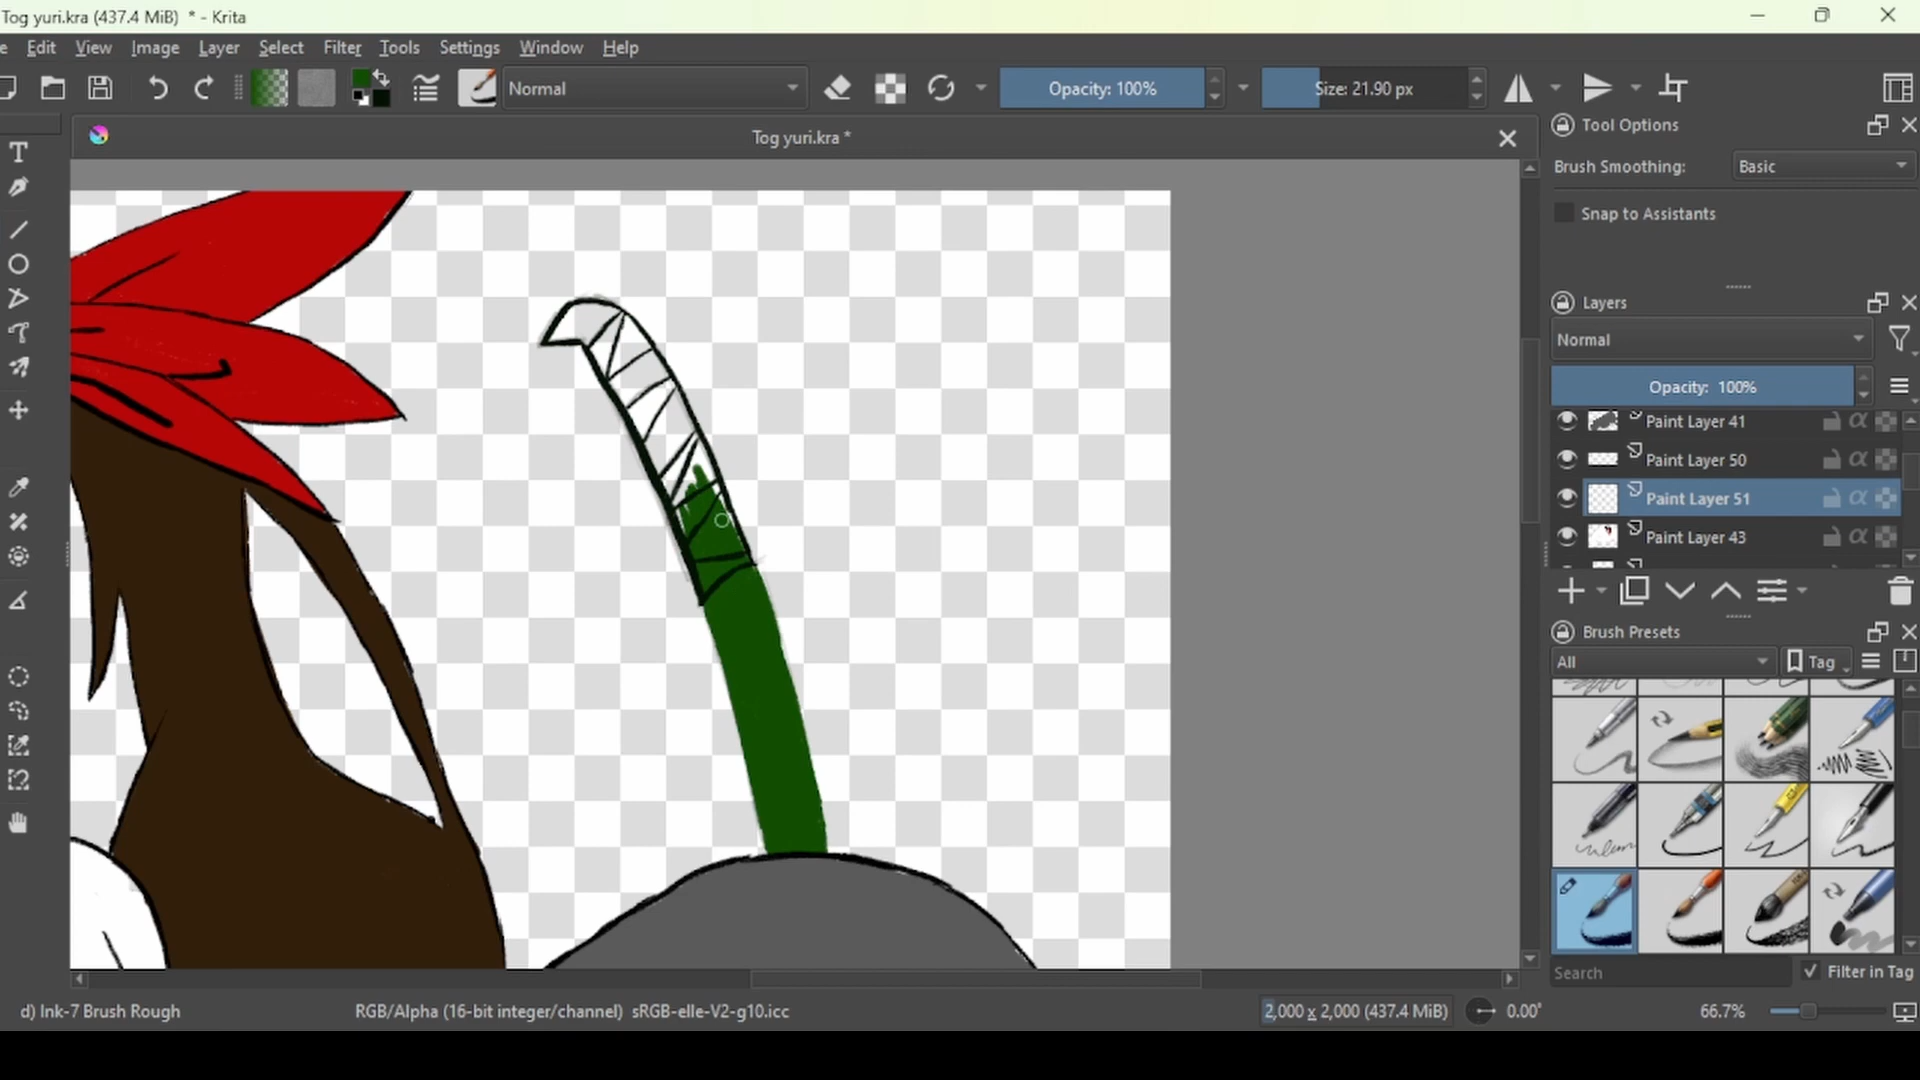 Tog yuri.kra (437.4 MiB) * - Krita
e Edit View Image Layer Select Filter Tools Settings Window Help
Normal
Opacity: 100%
Size: 21.90 px
Tog yuri.kra *
Tool Options
Brush Smoothing: Basic
Snap to Assistants
Layers
Normal
Opacity: 100%
Paint Layer 41
Paint Layer 50
Paint Layer 51
Paint Layer 43
Brush Presets
All
Tag
Search
Filter in Tag
d) Ink-7 Brush Rough
RGB/Alpha (16-bit integer/channel) sRGB-elle-V2-g10.icc
2,000 x 2,000 (437.4 MiB)
0.00°
66.7%